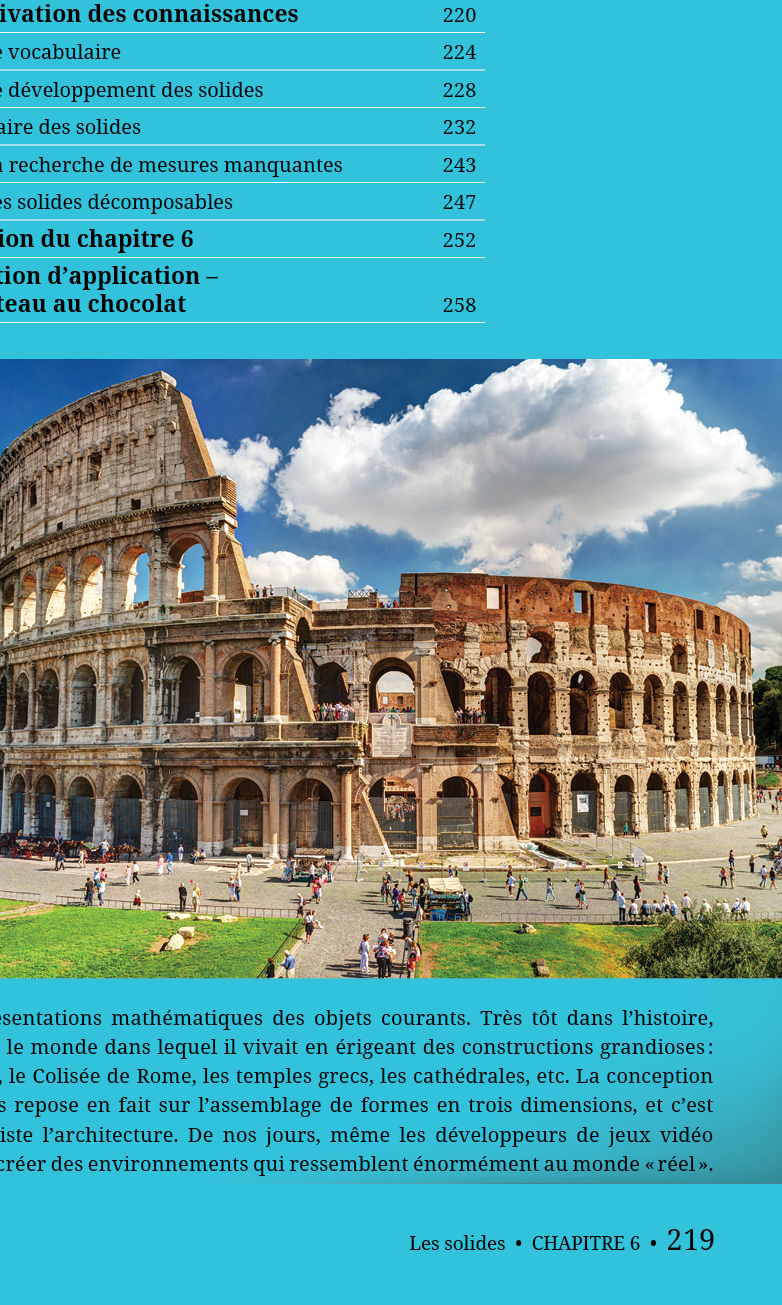 ivation des connaissances 220
e vocabulaire 224
e développement des solides 228
aire des solides 232
a recherche de mesures manquantes 243
es solides décomposables 247
ion du chapitre 6 252
tion d’application –
teau au chocolat 258
esentations mathématiques des objets courants. Très tôt dans l’histoire,
le monde dans lequel il vivait en érigeant des constructions grandioses :
, le Colisée de Rome, les temples grecs, les cathédrales, etc. La conception
s repose en fait sur l’assemblage de formes en trois dimensions, et c’est
iste l’architecture. De nos jours, même les développeurs de jeux vidéo
créer des environnements qui ressemblent énormément au monde « réel ».
Les solides • CHAPITRE 6 • 219